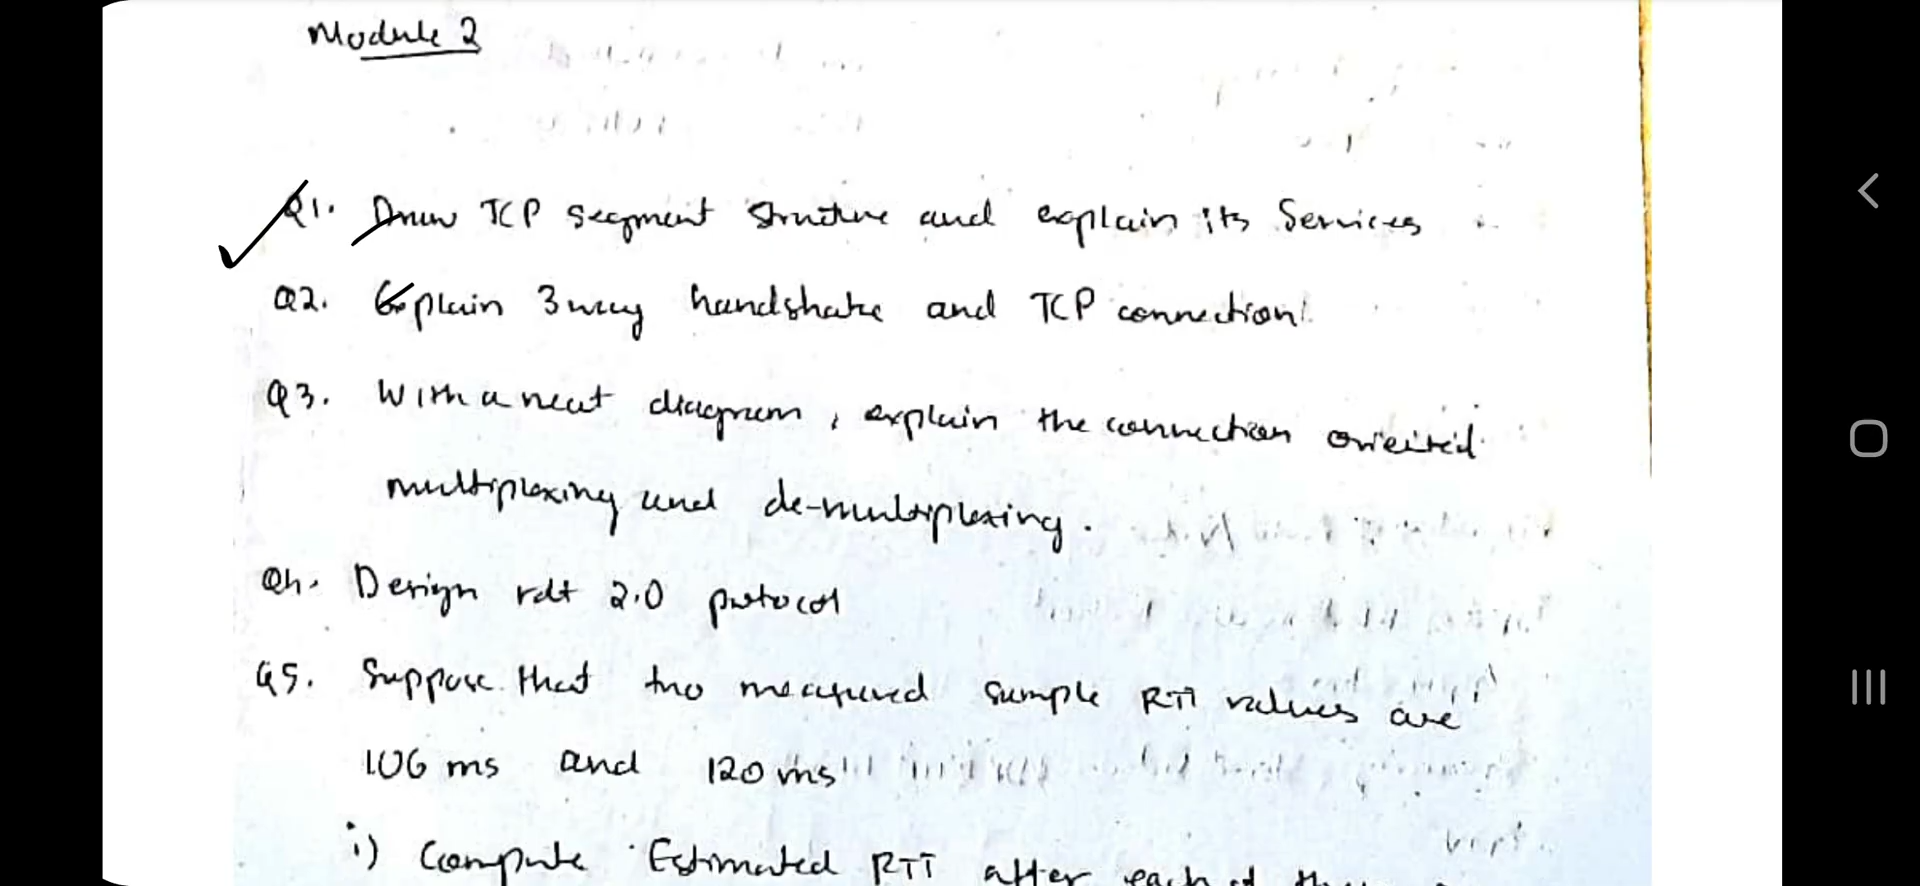 Module 2
Q1. Draw TCP segment structure and explain its Services
Q2. Explain 3 way handshake and TCP connection.
Q3. With a neat diagram, explain the connection oriented
multiplexing and de-multiplexing.
Q4. Design rdt 2.0 protocol
Q5. Suppose that two measured sample RTT values are
106 ms and 120 ms
i) Compute Estimated RTT after each of